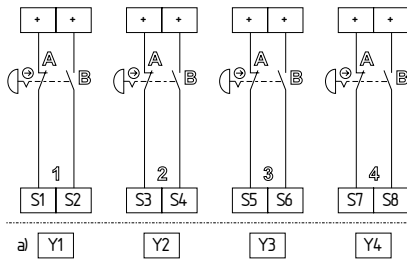 + + + + + + + +
A A A A
B B B B
1 2 3 4
S1 S2 S3 S4 S5 S6 S7 S8
a) Y1 Y2 Y3 Y4